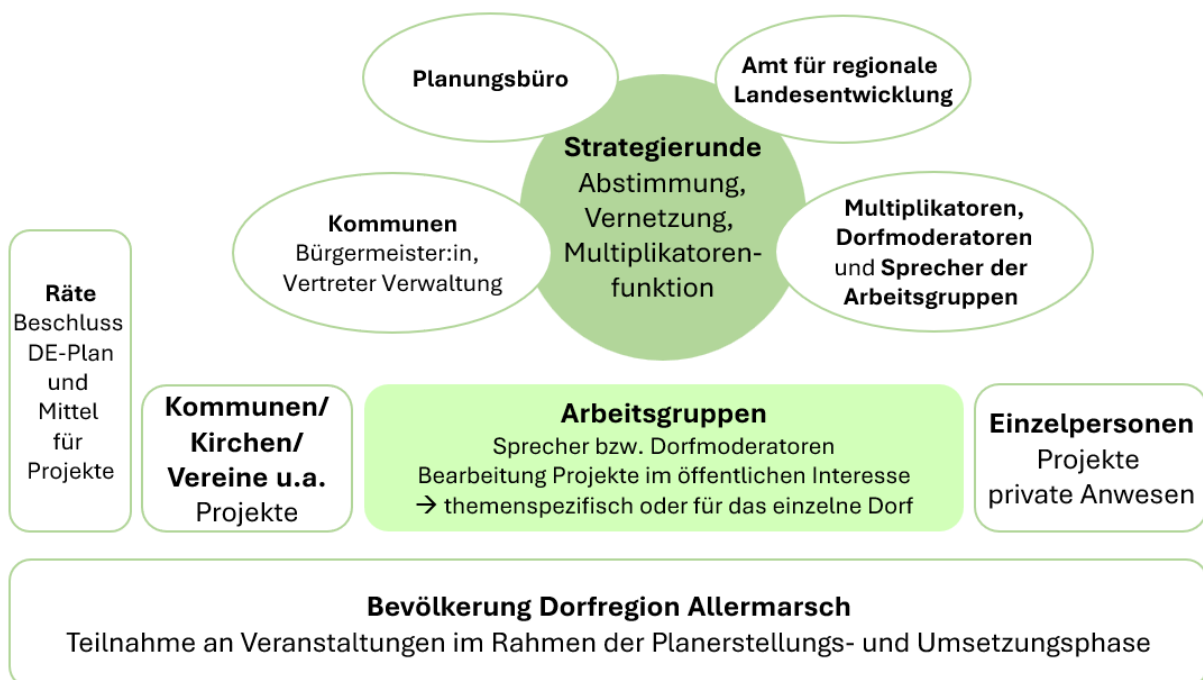 Planungsbüro
Amt für regionale
Landesentwicklung
Strategierunde
Abstimmung,
Vernetzung,
Multiplikatoren-
funktion
Kommunen
Bürgermeister:in,
Vertreter Verwaltung
Multiplikatoren,
Dorfmoderatoren
und Sprecher der
Arbeitsgruppen
Räte
Beschluss
DE-Plan
und
Mittel
für
Projekte
Kommunen/
Kirchen/
Vereine u.a.
Projekte
Arbeitsgruppen
Sprecher bzw. Dorfmoderatoren
Bearbeitung Projekte im öffentlichen Interesse
→ themenspezifisch oder für das einzelne Dorf
Einzelpersonen
Projekte
private Anwesen
Bevölkerung Dorfregion Allermarsch
Teilnahme an Veranstaltungen im Rahmen der Planerstellungs- und Umsetzungsphase